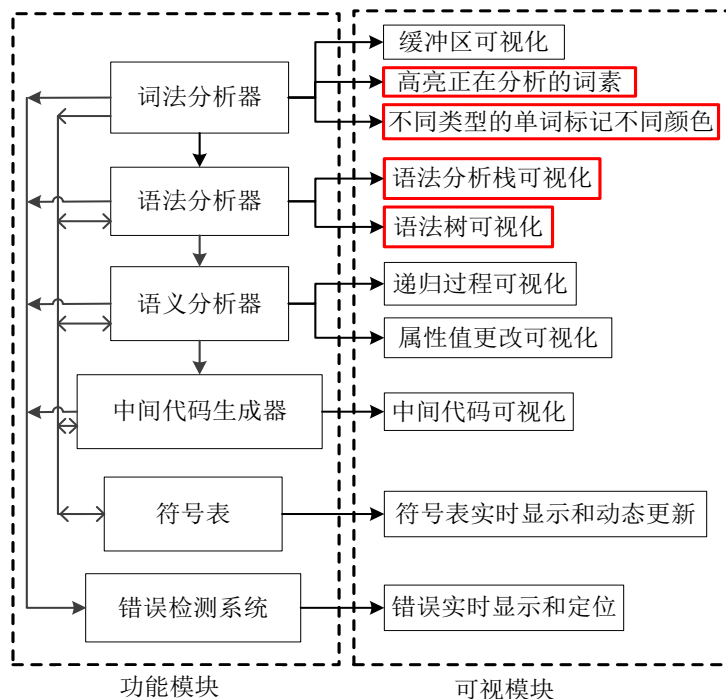 缓冲区可视化
词法分析器
高亮正在分析的词素
不同类型的单词标记不同颜色
语法分析器
语法分析栈可视化
语法树可视化
语义分析器
递归过程可视化
属性值更改可视化
中间代码生成器
中间代码可视化
符号表
符号表实时显示和动态更新
错误检测系统
错误实时显示和定位
功能模块
可视模块